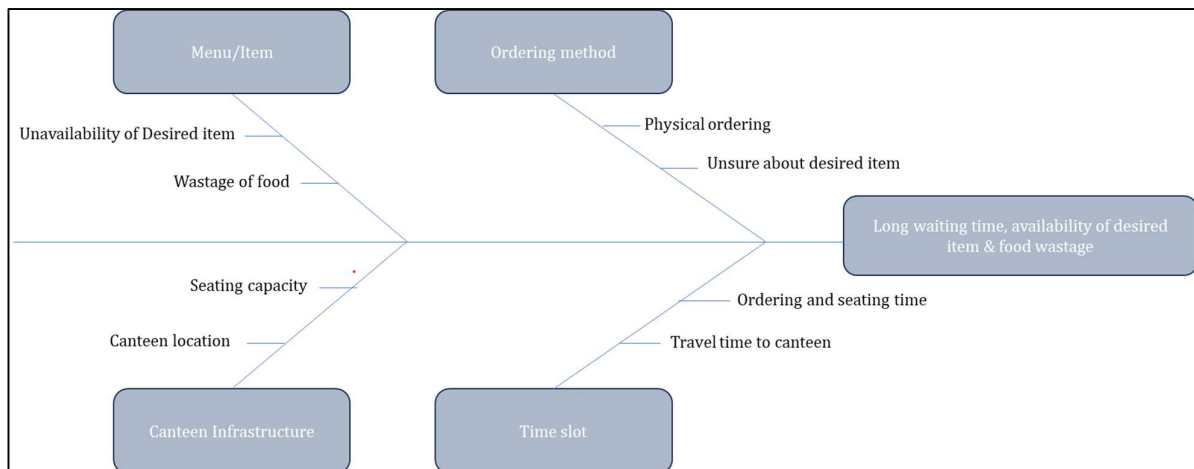 Menu/Item
Ordering method
Unavailability of Desired item
Wastage of food
Physical ordering
Unsure about desired item
Long waiting time, availability of desired
item & food wastage
Seating capacity
Canteen location
Ordering and seating time
Travel time to canteen
Canteen Infrastructure
Time slot